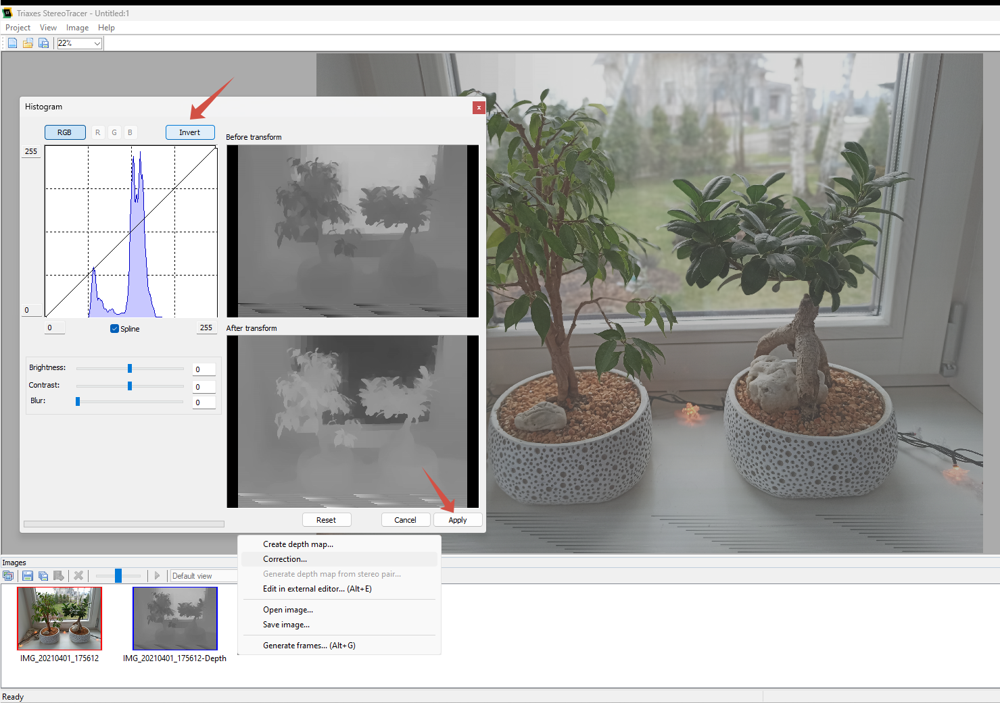 ST
Triaxes StereoTracer - Untitled:1
Project View Image Help
22%
Histogram
x
RGB R G B Invert
Before transform
255
0
0 Spline 255
After transform
Brightness: 0
Contrast: 0
Blur: 0
Reset Cancel Apply
Create depth map...
Correction...
Generate depth map from stereo pair...
Edit in external editor... (Alt+E)
Open image...
Save image...
Generate frames... (Alt+G)
Images
Default view
IMG_20210401_175612 IMG_20210401_175612-Depth
Ready